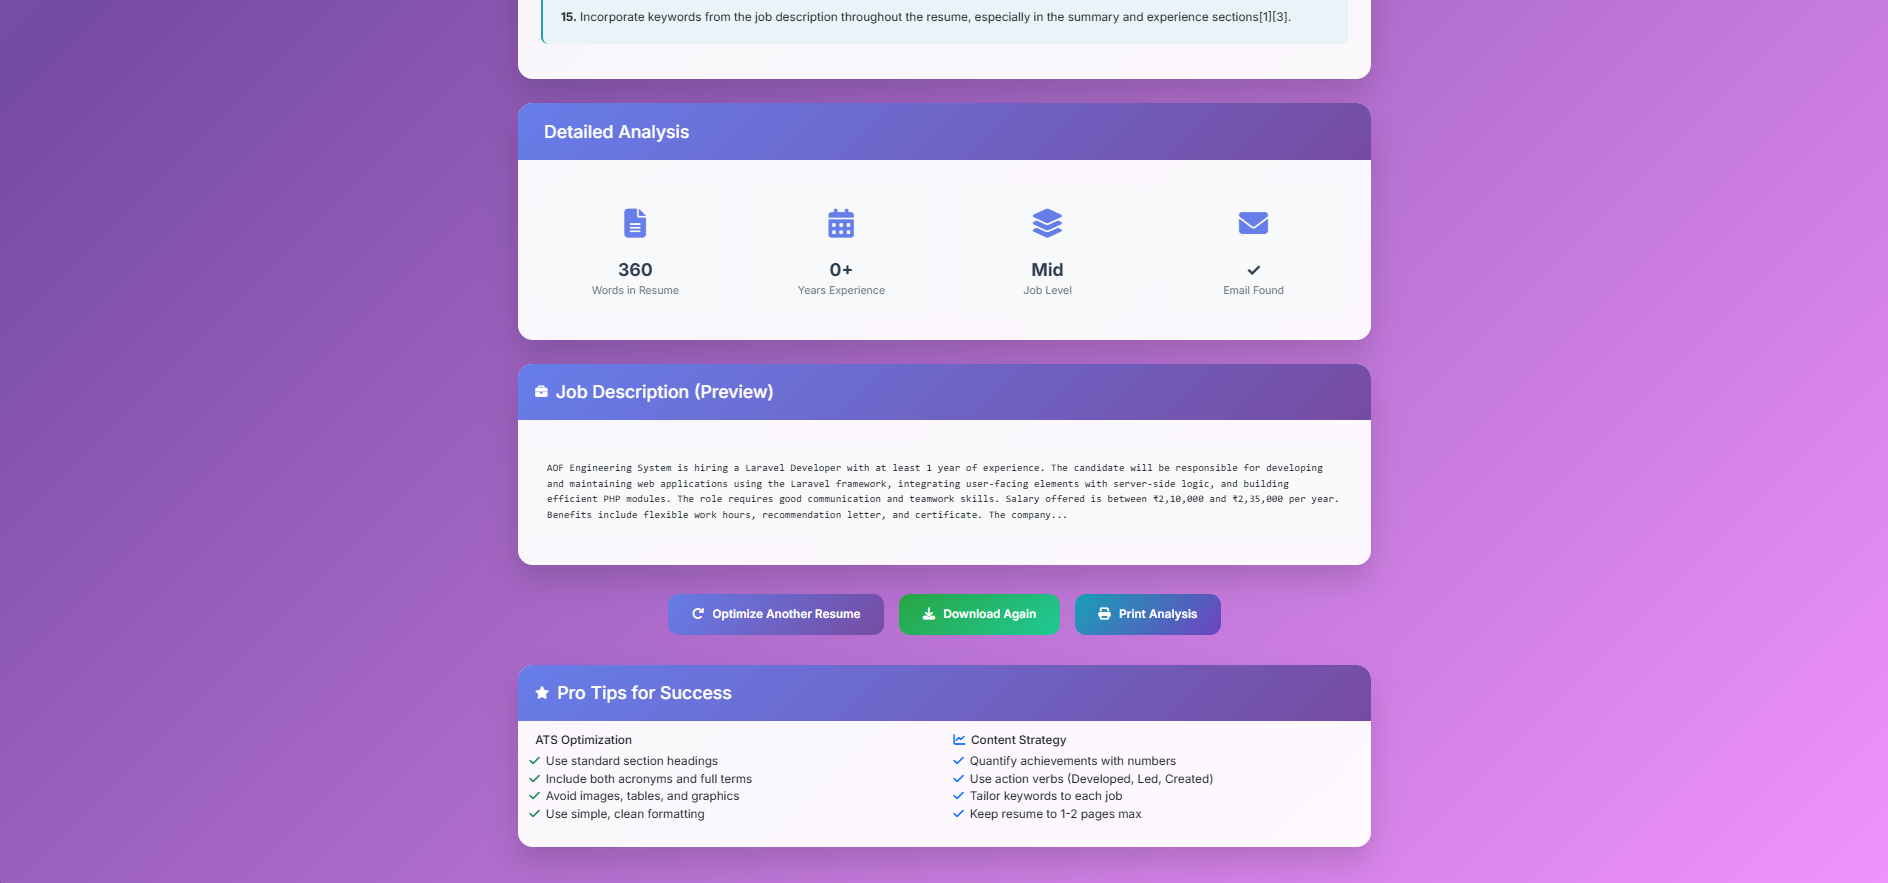 15. Incorporate keywords from the job description throughout the resume, especially in the summary and experience sections[1][3].
Detailed Analysis
360
Words in Resume
0+
Years Experience
Mid
Job Level
Email Found
Job Description (Preview)
AOF Engineering System is hiring a Laravel Developer with at least 1 year of experience. The candidate will be responsible for developing
and maintaining web applications using the Laravel framework, integrating user-facing elements with server-side logic, and building
efficient PHP modules. The role requires good communication and teamwork skills. Salary offered is between ₹2,10,000 and ₹2,35,000 per year.
Benefits include flexible work hours, recommendation letter, and certificate. The company...
Optimize Another Resume
Download Again
Print Analysis
Pro Tips for Success
ATS Optimization
Use standard section headings
Include both acronyms and full terms
Avoid images, tables, and graphics
Use simple, clean formatting
Content Strategy
Quantify achievements with numbers
Use action verbs (Developed, Led, Created)
Tailor keywords to each job
Keep resume to 1-2 pages max